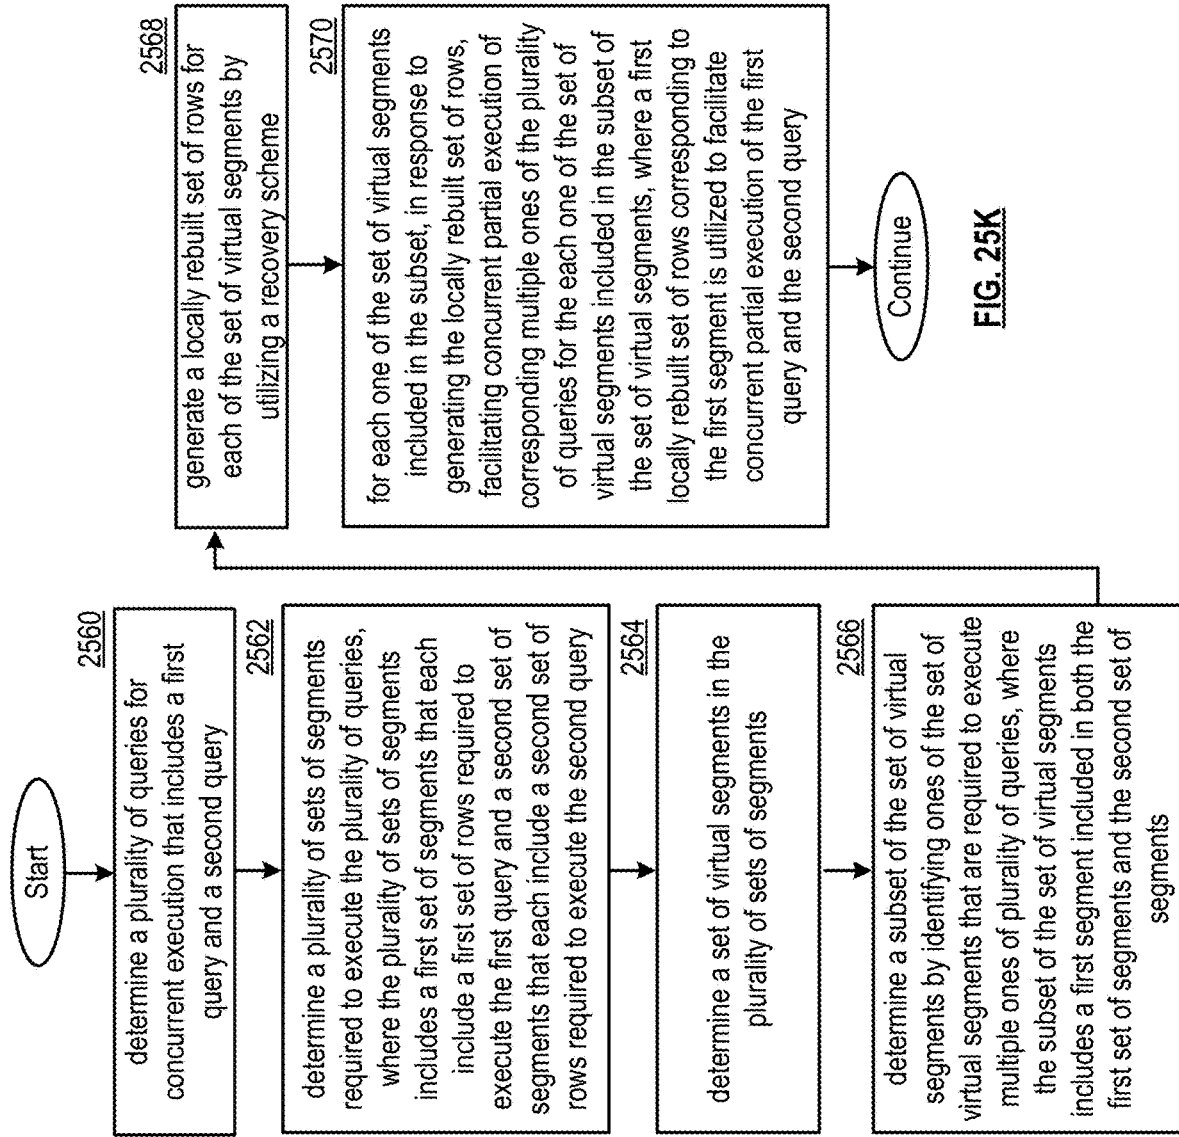 Start
2560
determine a plurality of queries for
concurrent execution that includes a first
query and a second query
2562
determine a plurality of sets of segments
required to execute the plurality of queries,
where the plurality of sets of segments
includes a first set of segments that each
include a first set of rows required to
execute the first query and a second set of
segments that each include a second set of
rows required to execute the second query
2564
determine a set of virtual segments in the
plurality of sets of segments
2566
determine a subset of the set of virtual
segments by identifying ones of the set of
virtual segments that are required to execute
multiple ones of plurality of queries, where
the subset of the set of virtual segments
includes a first segment included in both the
first set of segments and the second set of
segments
2568
generate a locally rebuilt set of rows for
each of the set of virtual segments by
utilizing a recovery scheme
2570
for each one of the set of virtual segments
included in the subset, in response to
generating the locally rebuilt set of rows,
facilitating concurrent partial execution of
corresponding multiple ones of the plurality
of queries for the each one of the set of
virtual segments included in the subset of
the set of virtual segments, where a first
locally rebuilt set of rows corresponding to
the first segment is utilized to facilitate
concurrent partial execution of the first
query and the second query
Continue
FIG. 25K